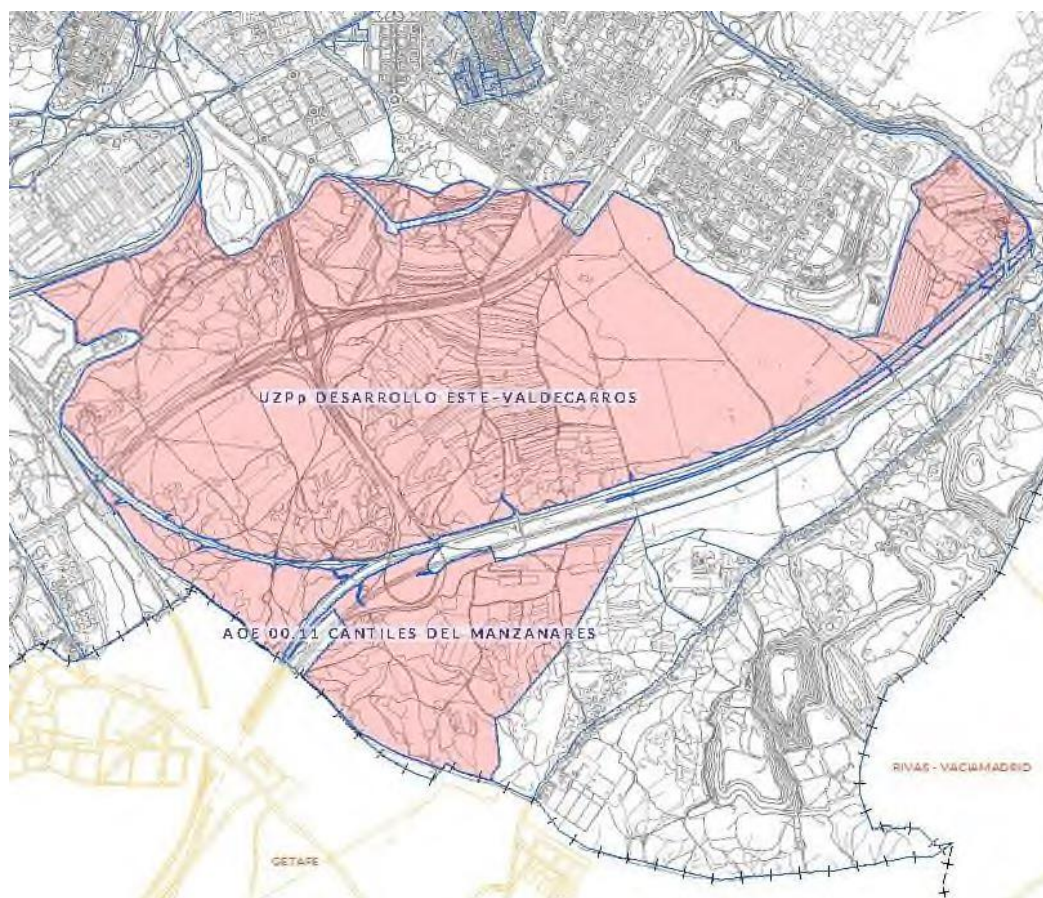 UZPp DESARROLLO ESTE-VALDECARROS
AOE 00.11 CANTILES DEL MANZANARES
RIVAS - VACIAMADRID
GETAFE